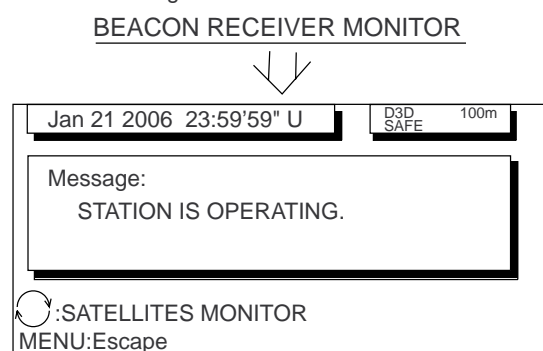 BEACON RECEIVER MONITOR
Jan 21 2006 23:59'59" U
D3D 100m
SAFE
Message:
STATION IS OPERATING.
:SATELLITES MONITOR
MENU:Escape